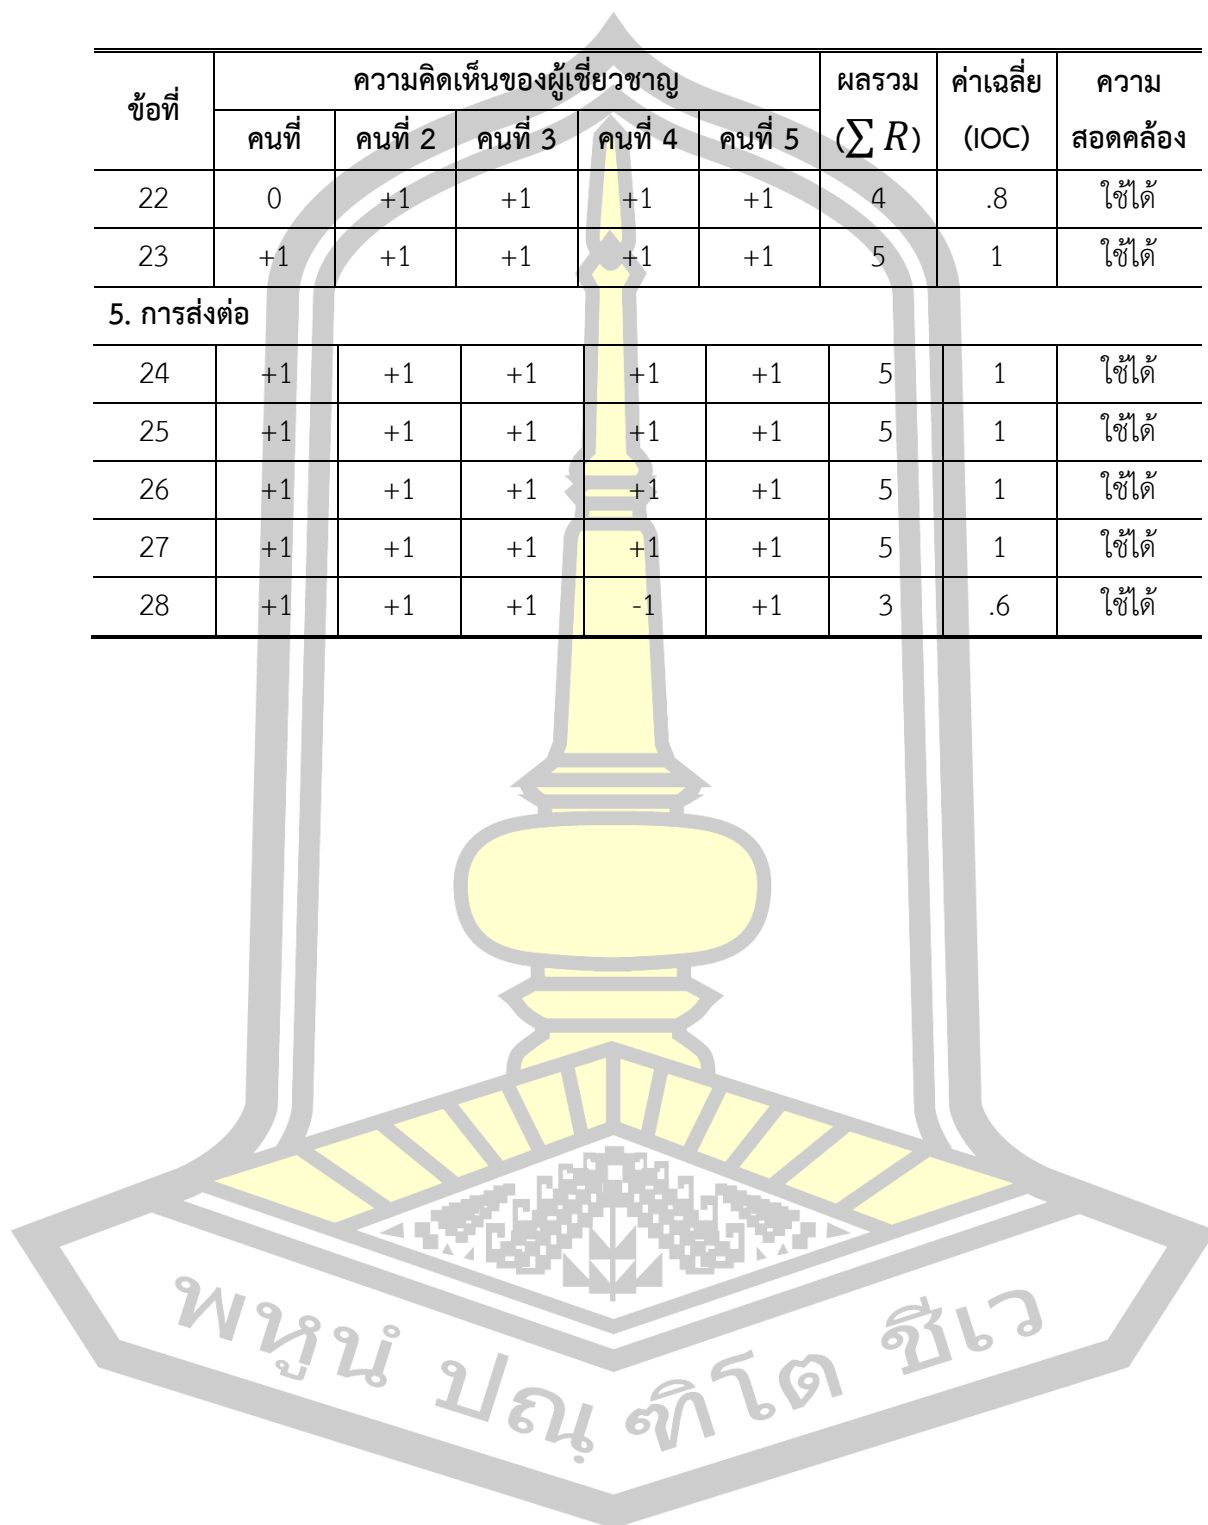 ข้อที่ ความคิดเห็นของผู้เชี่ยวชาญ ผลรวม (∑ R) ค่าเฉลี่ย (IOC) ความสอดคล้อง
คนที่ คนที่ 2 คนที่ 3 คนที่ 4 คนที่ 5
22 0 +1 +1 +1 +1 4 .8 ใช้ได้
23 +1 +1 +1 +1 +1 5 1 ใช้ได้
5. การส่งต่อ
24 +1 +1 +1 +1 +1 5 1 ใช้ได้
25 +1 +1 +1 +1 +1 5 1 ใช้ได้
26 +1 +1 +1 +1 +1 5 1 ใช้ได้
27 +1 +1 +1 +1 +1 5 1 ใช้ได้
28 +1 +1 +1 -1 +1 3 .6 ใช้ได้
พหูนํ ปณฺฑิโต ชีเว